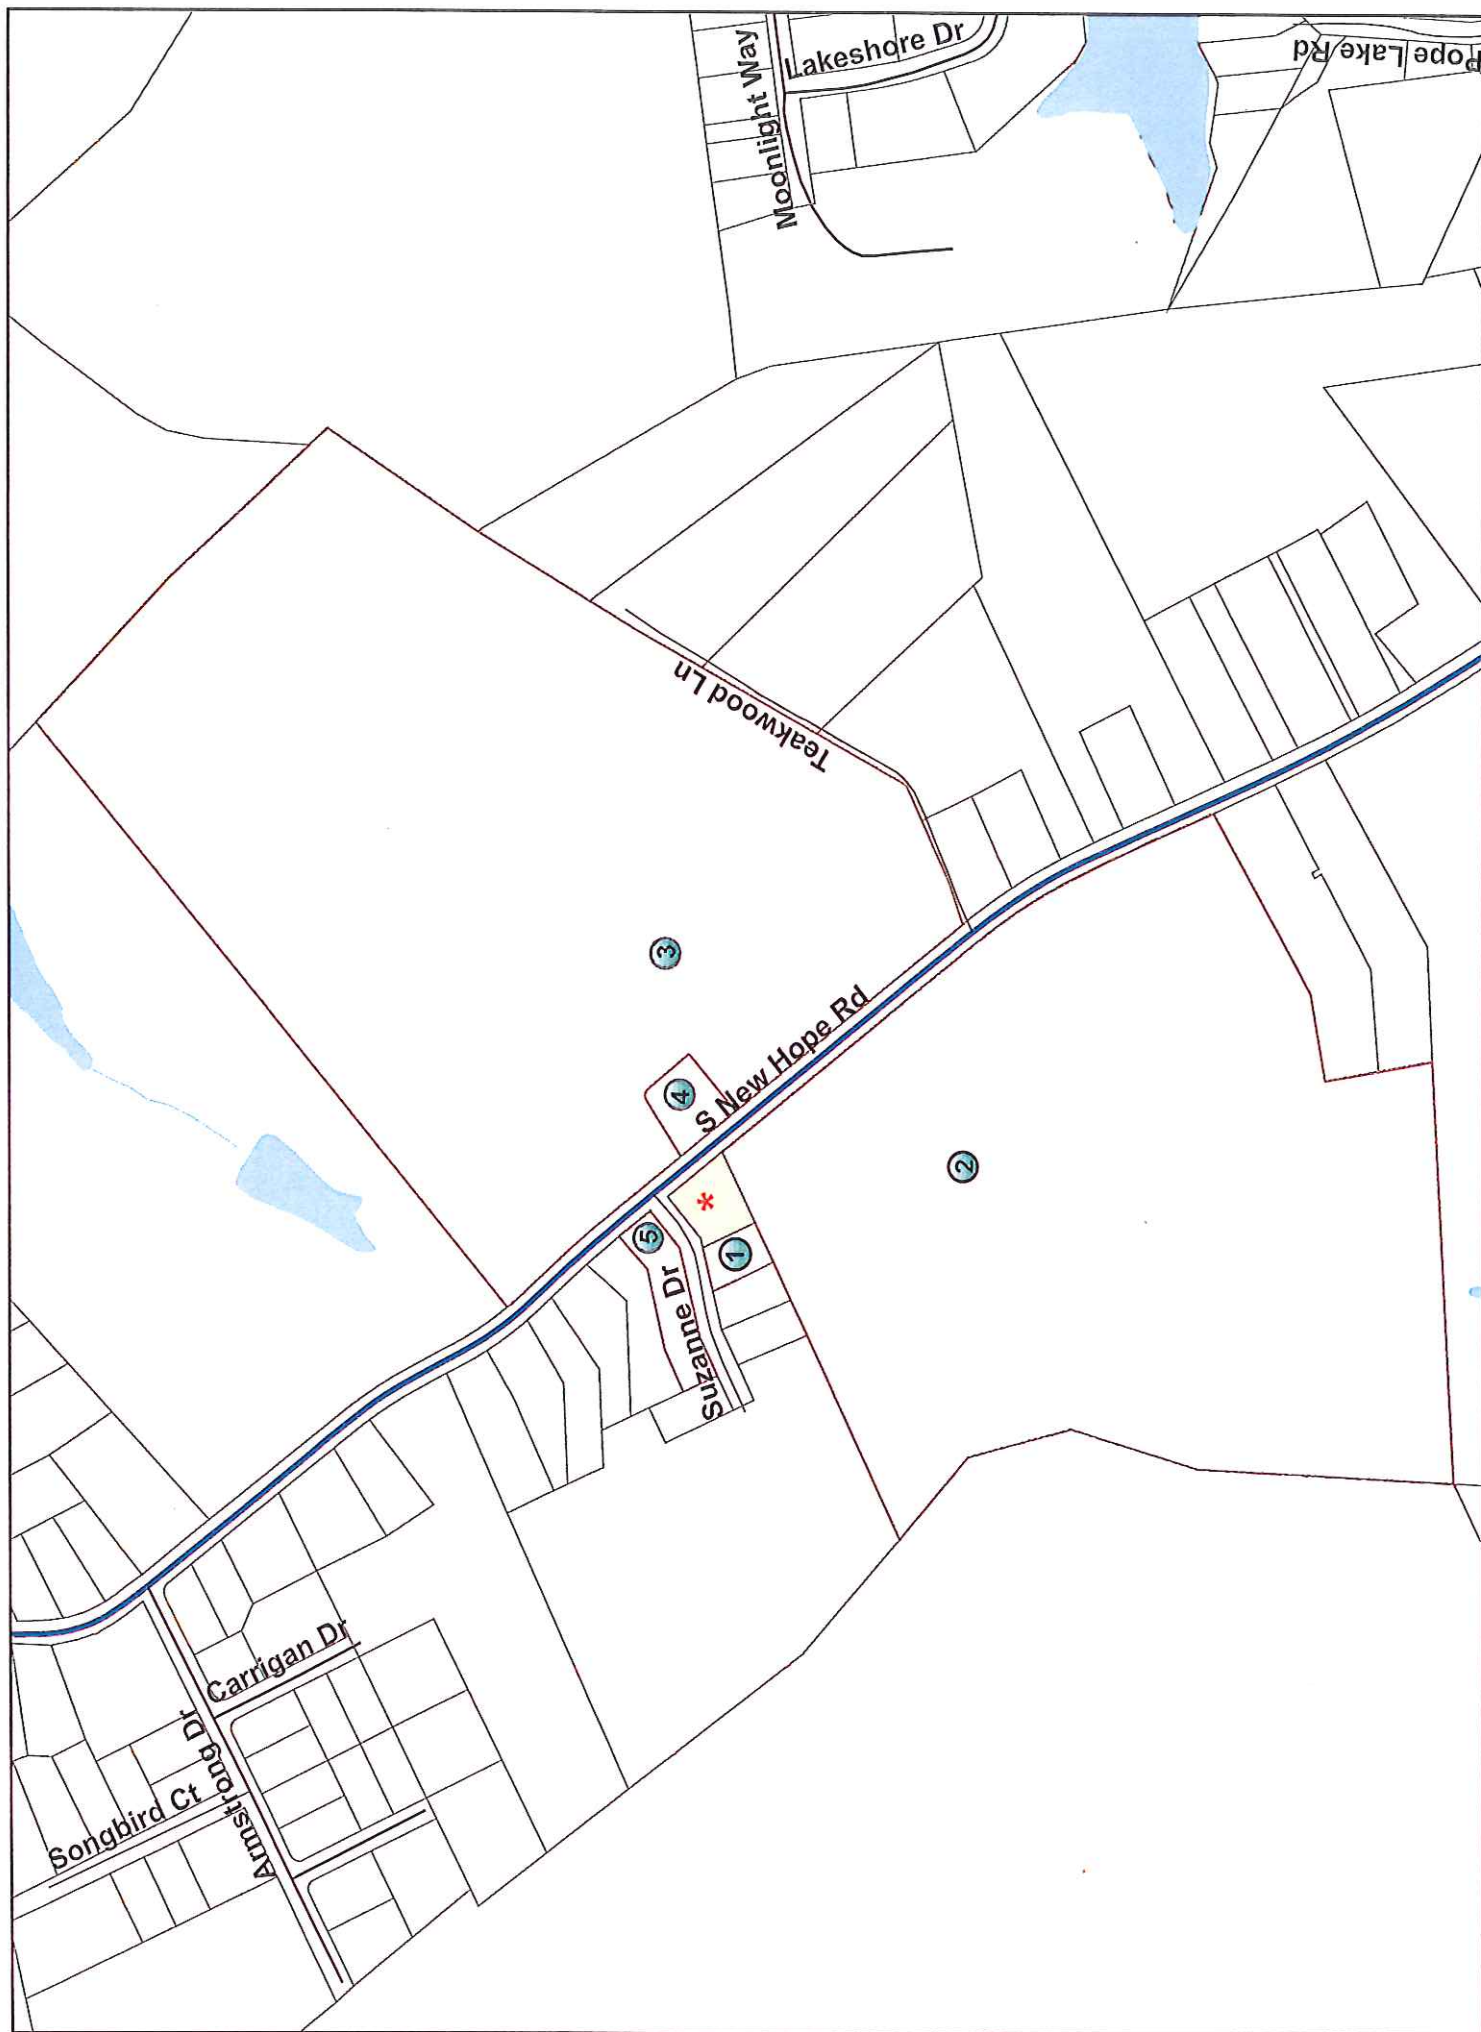 Moonlight Way
Lakeshore Dr
Pope Lake Rd
Teakwood Ln
3
S New Hope Rd
4
*
2
5
1
Suzanne Dr
Carrigan Dr
Armstrong Dr
Songbird Ct